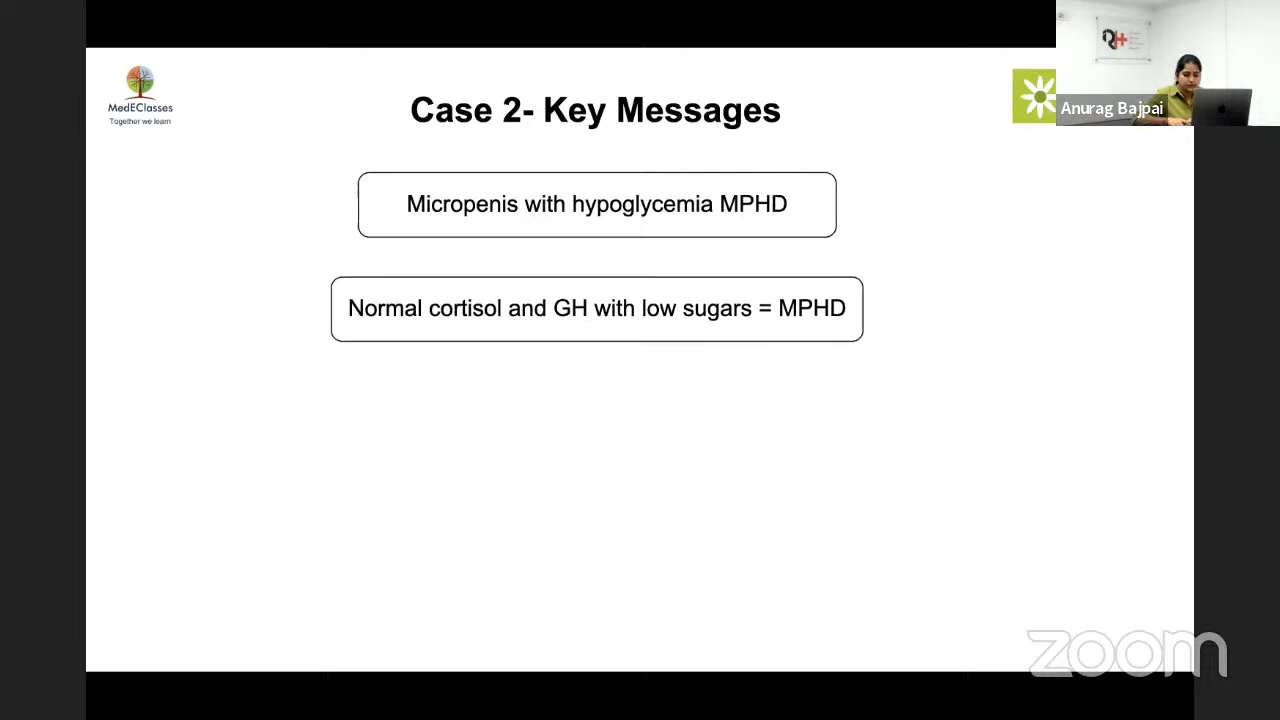 MedEClasses
Together we learn
Case 2- Key Messages
Anurag Bajpai
Micropenis with hypoglycemia MPHD
Normal cortisol and GH with low sugars = MPHD
zoom